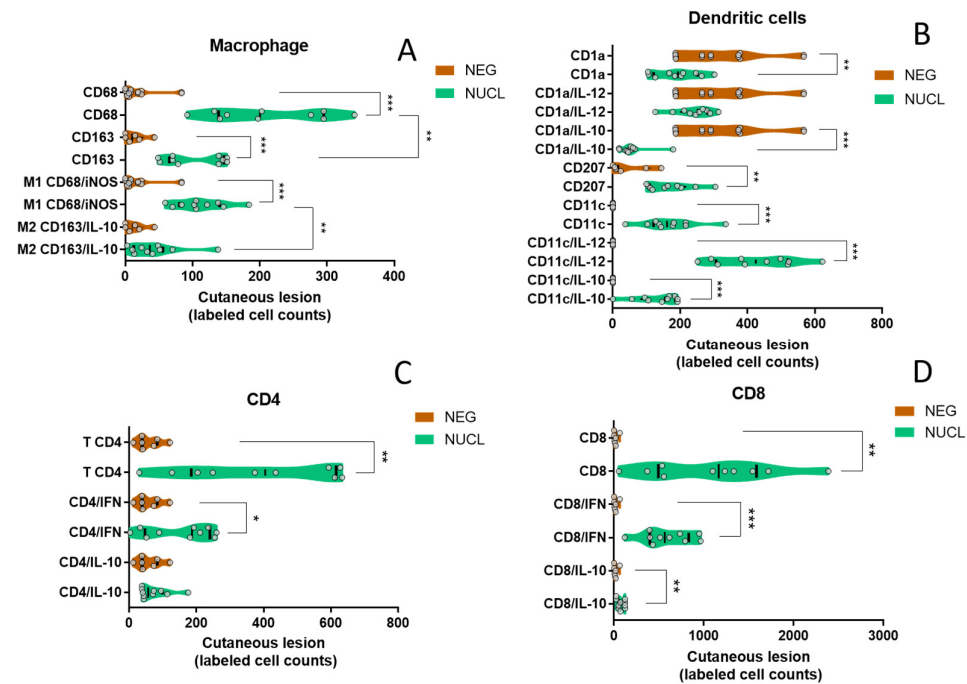 Macrophage
A
NEG
NUCL
CD68
CD68
CD163
CD163
M1 CD68/iNOS
M1 CD68/iNOS
M2 CD163/IL-10
M2 CD163/IL-10
***
**
***
***
**
0 100 200 300 400
Cutaneous lesion
(labeled cell counts)
Dendritic cells
B
NEG
NUCL
CD1a
CD1a
CD1a/IL-12
CD1a/IL-12
CD1a/IL-10
CD1a/IL-10
CD207
CD207
CD11c
CD11c
CD11c/IL-12
CD11c/IL-12
CD11c/IL-10
CD11c/IL-10
**
***
**
***
***
***
0 200 400 600 800
Cutaneous lesion
(labeled cell counts)
C
CD4
NEG
NUCL
T CD4
T CD4
CD4/IFN
CD4/IFN
CD4/IL-10
CD4/IL-10
**
*
0 200 400 600 800
Cutaneous lesion
(labeled cell counts)
D
CD8
NEG
NUCL
CD8
CD8
CD8/IFN
CD8/IFN
CD8/IL-10
CD8/IL-10
**
***
**
0 1000 2000 3000
Cutaneous lesion
(labeled cell counts)